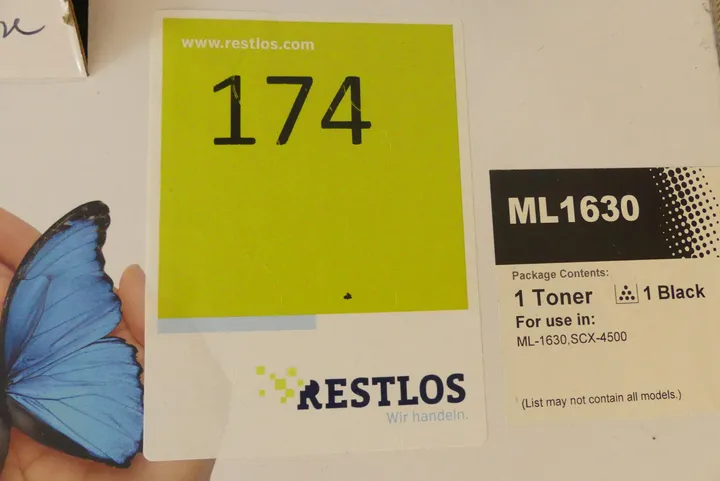 www.restlos.com
174
RESTLOS
Wir handeln.
ML1630
Package Contents:
1 Toner 1 Black
For use in:
ML-1630,SCX-4500
(List may not contain all models.)